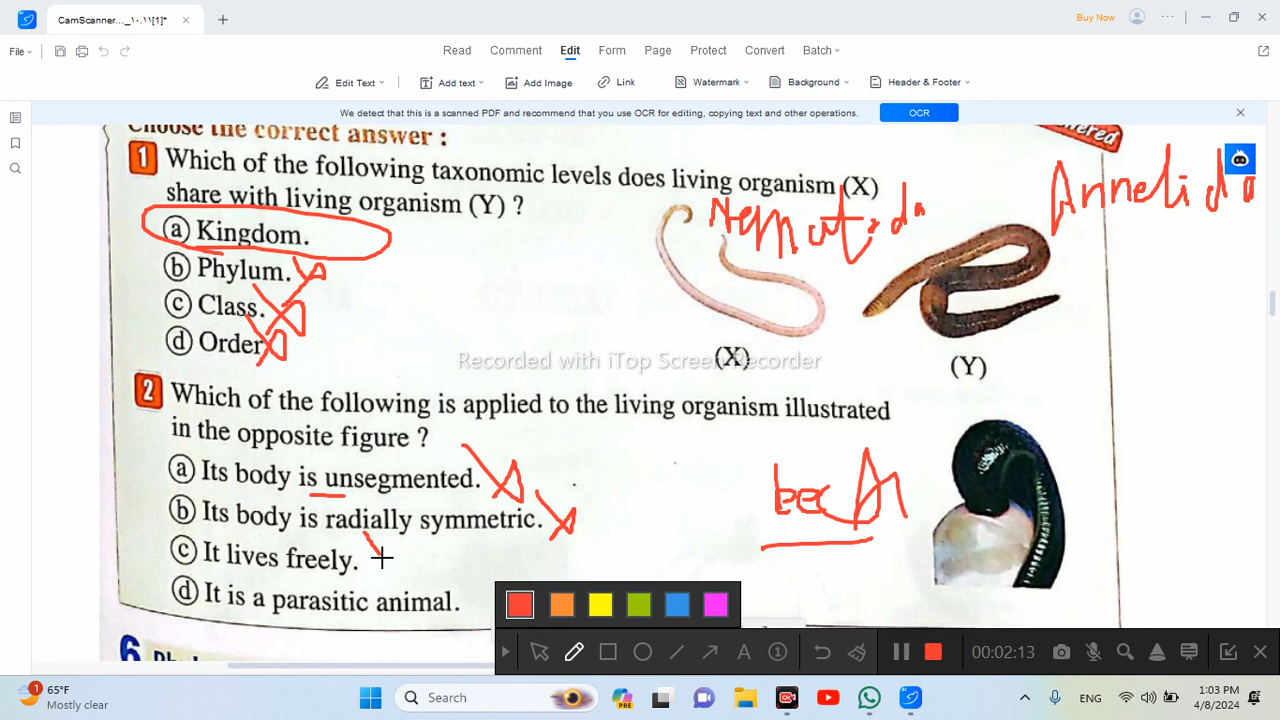 CamScanner..._١٠,١١[1]*
Buy Now
File
Read Comment Edit Form Page Protect Convert Batch
Edit Text Add text Add Image Link Watermark Background Header & Footer
We detect that this is a scanned PDF and recommend that you use OCR for editing, copying text and other operations. OCR
Choose the correct answer :
1 Which of the following taxonomic levels does living organism (X)
share with living organism (Y) ?
a Kingdom.
b Phylum.
c Class.
d Order
Annelida
(X)
(Y)
Recorded with iTop Screen Recorder
2 Which of the following is applied to the living organism illustrated
in the opposite figure ?
a Its body is unsegmented.
b Its body is radially symmetric.
c It lives freely.
d It is a parasitic animal.
6
00:02:13
1
65°F
Mostly clear
Search
PRE
ENG
1:03 PM
4/8/2024